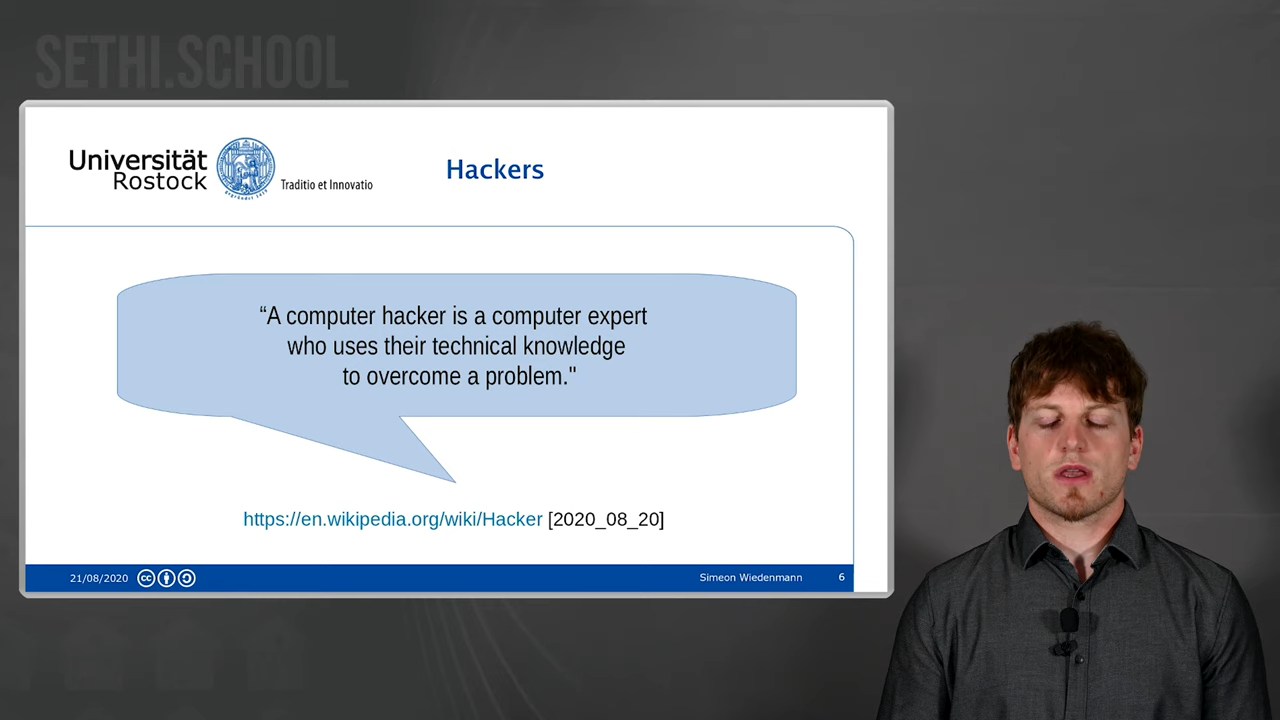 SETHI.SCHOOL
Universität
Rostock
Traditio et Innovatio
Hackers
“A computer hacker is a computer expert
who uses their technical knowledge
to overcome a problem."
https://en.wikipedia.org/wiki/Hacker [2020_08_20]
21/08/2020
cc
Simeon Wiedenmann
6